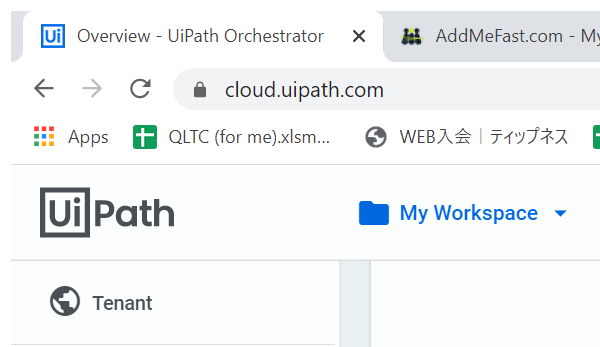 Overview - UiPath Orchestrator
AddMeFast.com - My
cloud.uipath.com
Apps QLTC (for me).xlsm... WEB入会｜ティップネス
UiPath My Workspace
Tenant